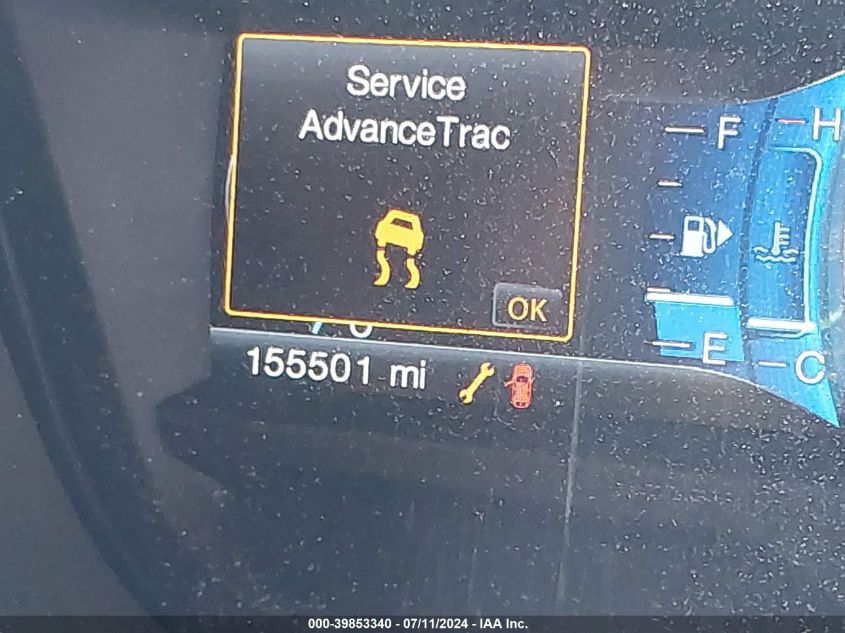 Service
AdvanceTrac
OK
F
H
E
C
155501 mi
000-39853340 - 07/11/2024 - IAA Inc.